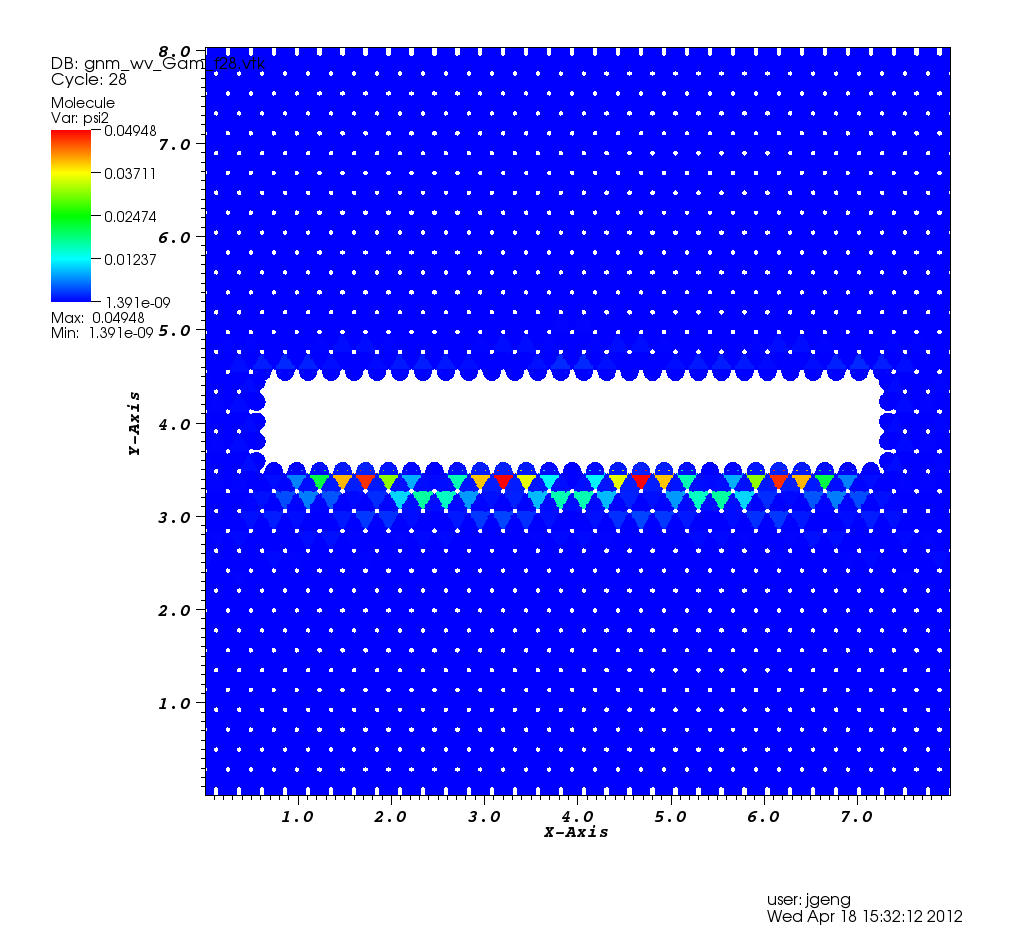 DB: gnm_wv_Gam_f28.vtk
Cycle: 28
Molecule
Var: psi2
0.04948
0.03711
0.02474
0.01237
1.391e-09
Max: 0.04948
Min: 1.391e-09
8.0
7.0
6.0
5.0
4.0
3.0
2.0
1.0
Y-Axis
1.0 2.0 3.0 4.0 5.0 6.0 7.0
X-Axis
user: jgeng
Wed Apr 18 15:32:12 2012